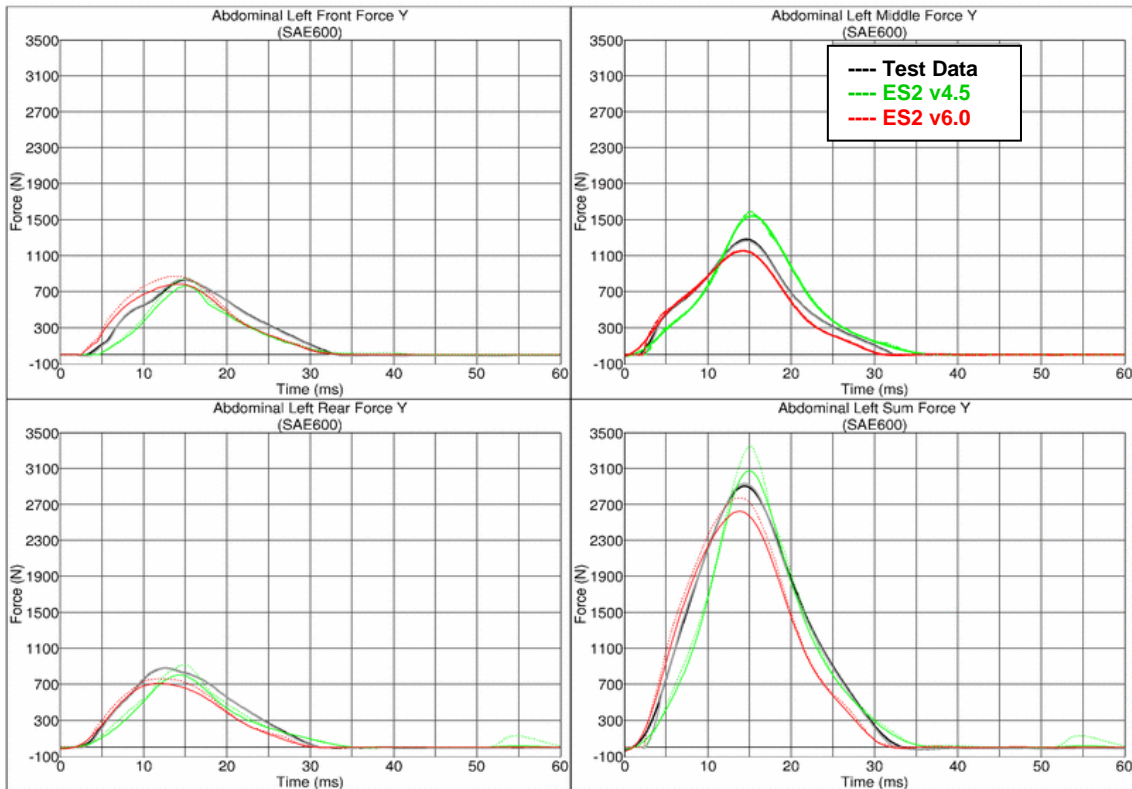 Abdominal Left Front Force Y
(SAE600)
3500
3100
2700
2300
1900
1500
1100
700
300
-100
Force (N)
0 10 20 30 40 50 60
Time (ms)
Abdominal Left Middle Force Y
(SAE600)
---- Test Data
---- ES2 v4.5
---- ES2 v6.0
3500
3100
2700
2300
1900
1500
1100
700
300
-100
Force (N)
0 10 20 30 40 50 60
Time (ms)
Abdominal Left Rear Force Y
(SAE600)
3500
3100
2700
2300
1900
1500
1100
700
300
-100
Force (N)
0 10 20 30 40 50 60
Time (ms)
Abdominal Left Sum Force Y
(SAE600)
3500
3100
2700
2300
1900
1500
1100
700
300
-100
Force (N)
0 10 20 30 40 50 60
Time (ms)